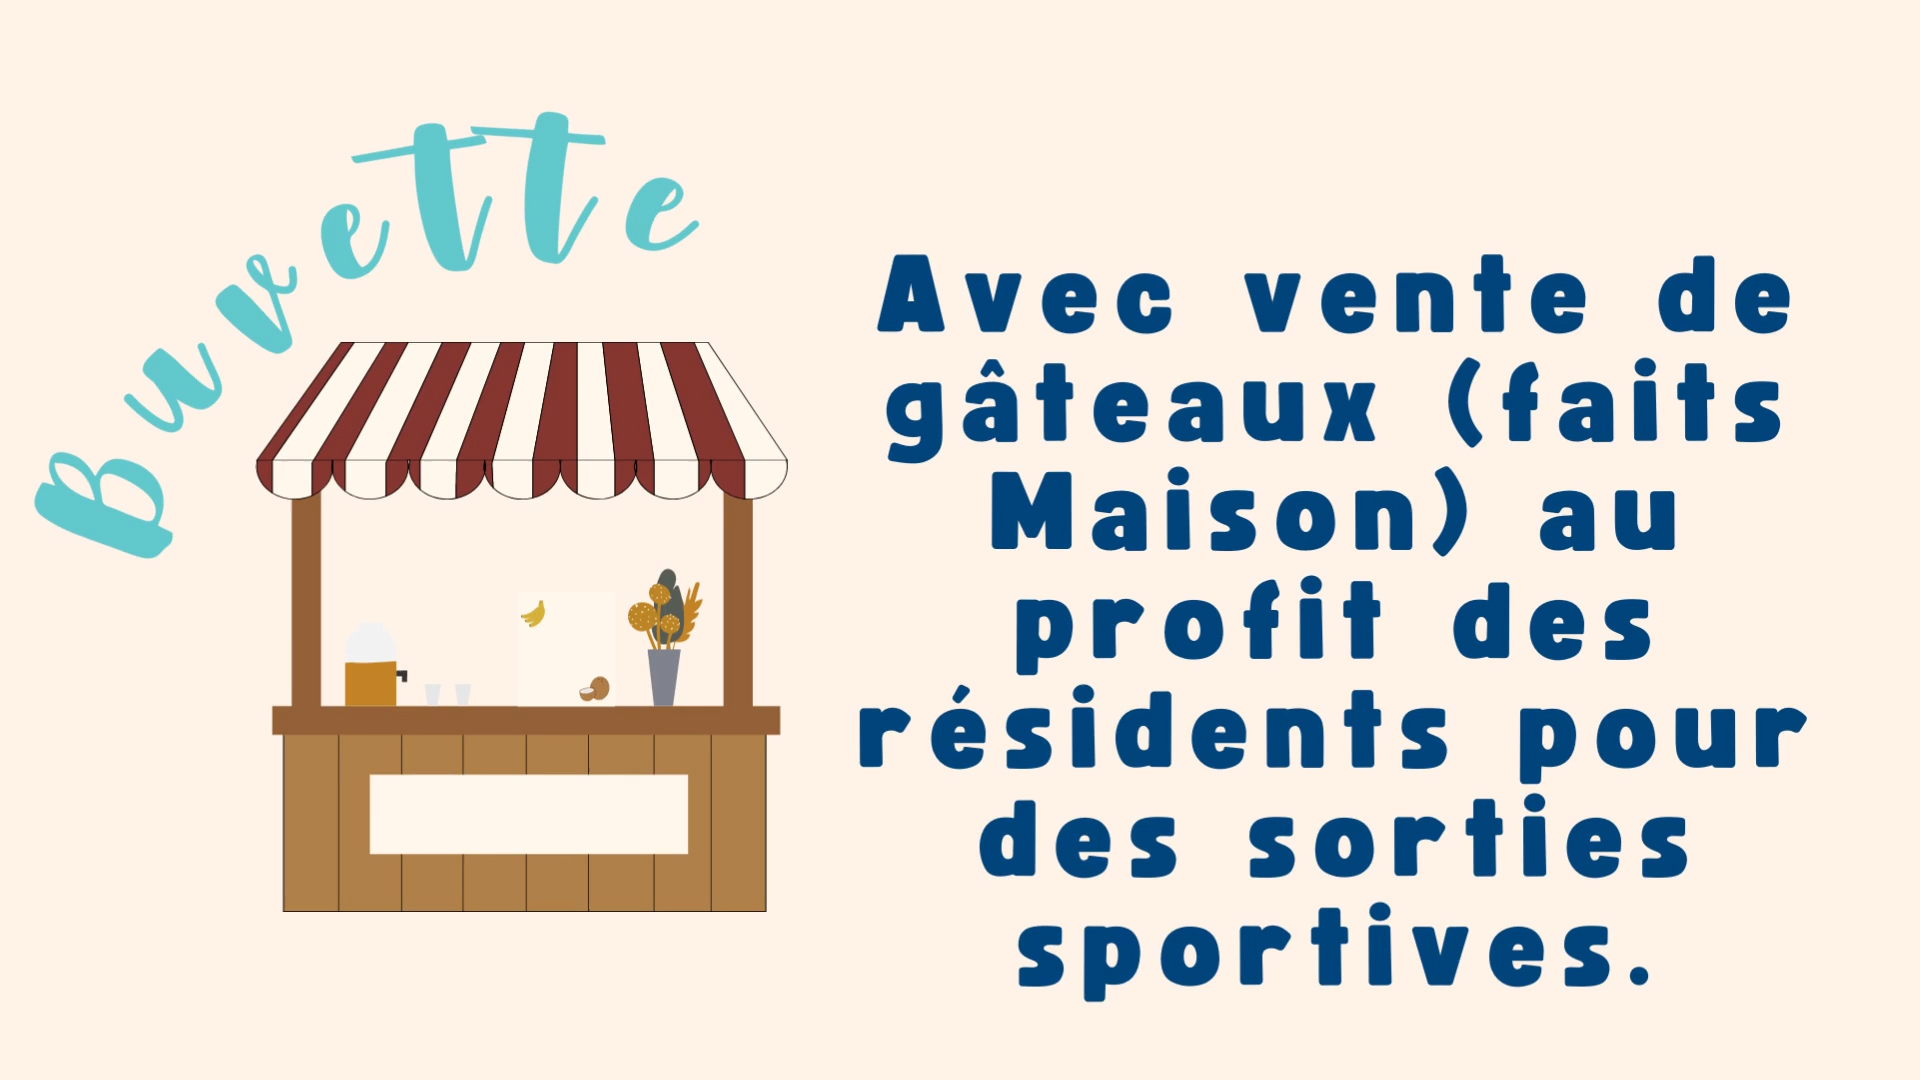 Buvette
Avec vente de
gâteaux (faits
Maison) au
profit des
résidents pour
des sorties
sportives.